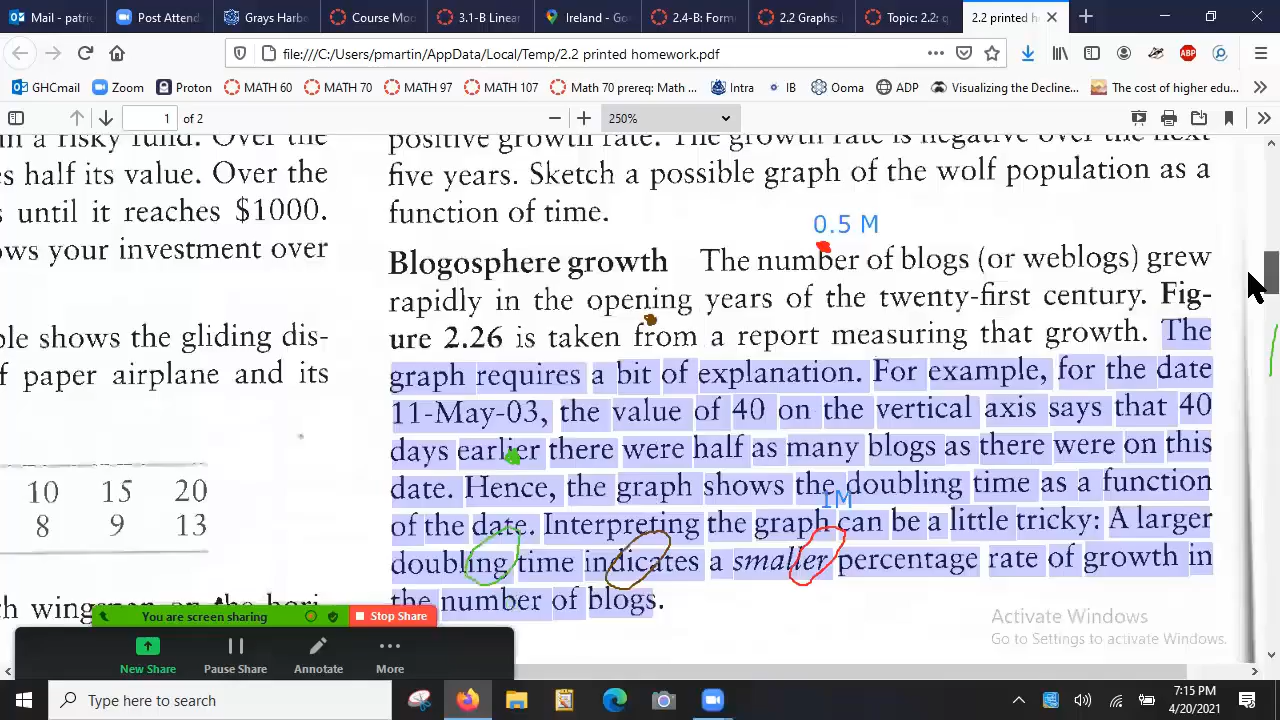 Mail - patri
Post Attend
Grays Harbo
Course Moc
3.1-B Linear
Ireland - Go
2.4-B: Form
2.2 Graphs:
Topic: 2.2: q
2.2 printed h
file:///C:/Users/pmartin/AppData/Local/Temp/2.2 printed homework.pdf
GHCmail
Zoom
Proton
MATH 60
MATH 70
MATH 97
MATH 107
Math 70 prereq: Math ...
Intra
IB
Ooma
ADP
Visualizing the Decline...
The cost of higher edu...
1 of 2
250%
n a risky fund. Over the
es half its value. Over the
s until it reaches $1000.
ows your investment over
ple shows the gliding dis-
f paper airplane and its
10 15 20
8 9 13
ch wingspan on the hori-
positive growth rate. The growth rate is negative over the next
five years. Sketch a possible graph of the wolf population as a
function of time.
0.5 M
Blogosphere growth The number of blogs (or weblogs) grew
rapidly in the opening years of the twenty-first century. Fig-
ure 2.26 is taken from a report measuring that growth. The
graph requires a bit of explanation. For example, for the date
11-May-03, the value of 40 on the vertical axis says that 40
days earlier there were half as many blogs as there were on this
date. Hence, the graph shows the doubling time as a function
1M
of the date. Interpreting the graph can be a little tricky: A larger
doubling time indicates a smaller percentage rate of growth in
the number of blogs.
Activate Windows
Go to Settings to activate Windows.
You are screen sharing
Stop Share
New Share
Pause Share
Annotate
More
Type here to search
7:15 PM
4/20/2021
ABP